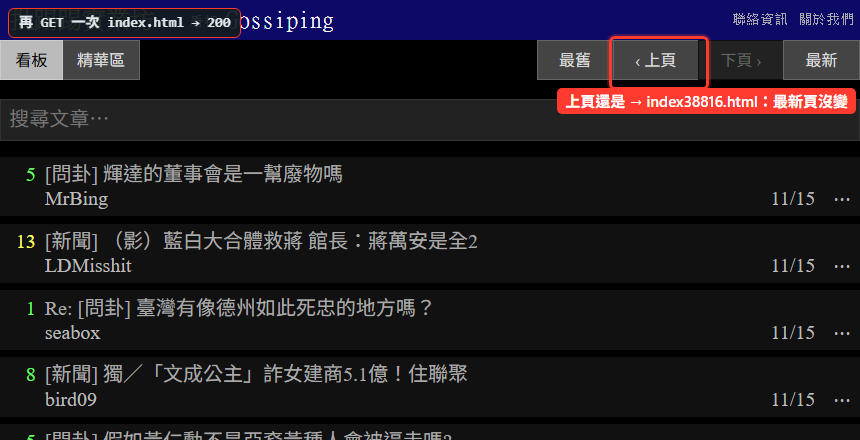 再 GET 一次 index.html → 200
Gossiping
聯絡資訊 關於我們
看板 精華區 最舊 ‹ 上頁 下頁 › 最新
上頁還是 → index38816.html：最新頁沒變
搜尋文章⋯
5 [問卦] 輝達的董事會是一幫廢物嗎
MrBing 11/15 ⋯
13 [新聞] （影）藍白大合體救蔣 館長：蔣萬安是全2
LDMisshit 11/15 ⋯
1 Re: [問卦] 臺灣有像德州如此死忠的地方嗎？
seabox 11/15 ⋯
8 [新聞] 獨／「文成公主」詐女建商5.1億！住聯聚
bird09 11/15 ⋯